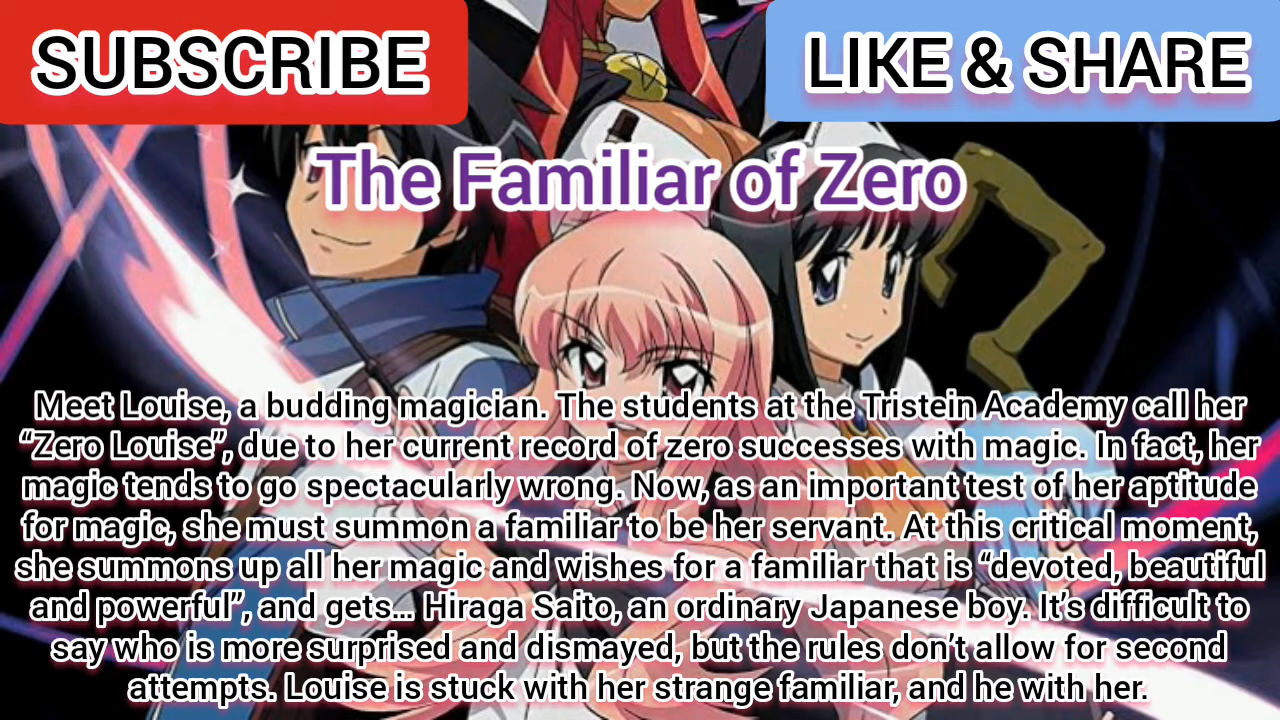 SUBSCRIBE
LIKE & SHARE
The Familiar of Zero
Meet Louise, a budding magician. The students at the Tristein Academy call her
“Zero Louise”, due to her current record of zero successes with magic. In fact, her
magic tends to go spectacularly wrong. Now, as an important test of her aptitude
for magic, she must summon a familiar to be her servant. At this critical moment,
she summons up all her magic and wishes for a familiar that is “devoted, beautiful
and powerful”, and gets... Hiraga Saito, an ordinary Japanese boy. It’s difficult to
say who is more surprised and dismayed, but the rules don’t allow for second
attempts. Louise is stuck with her strange familiar, and he with her.